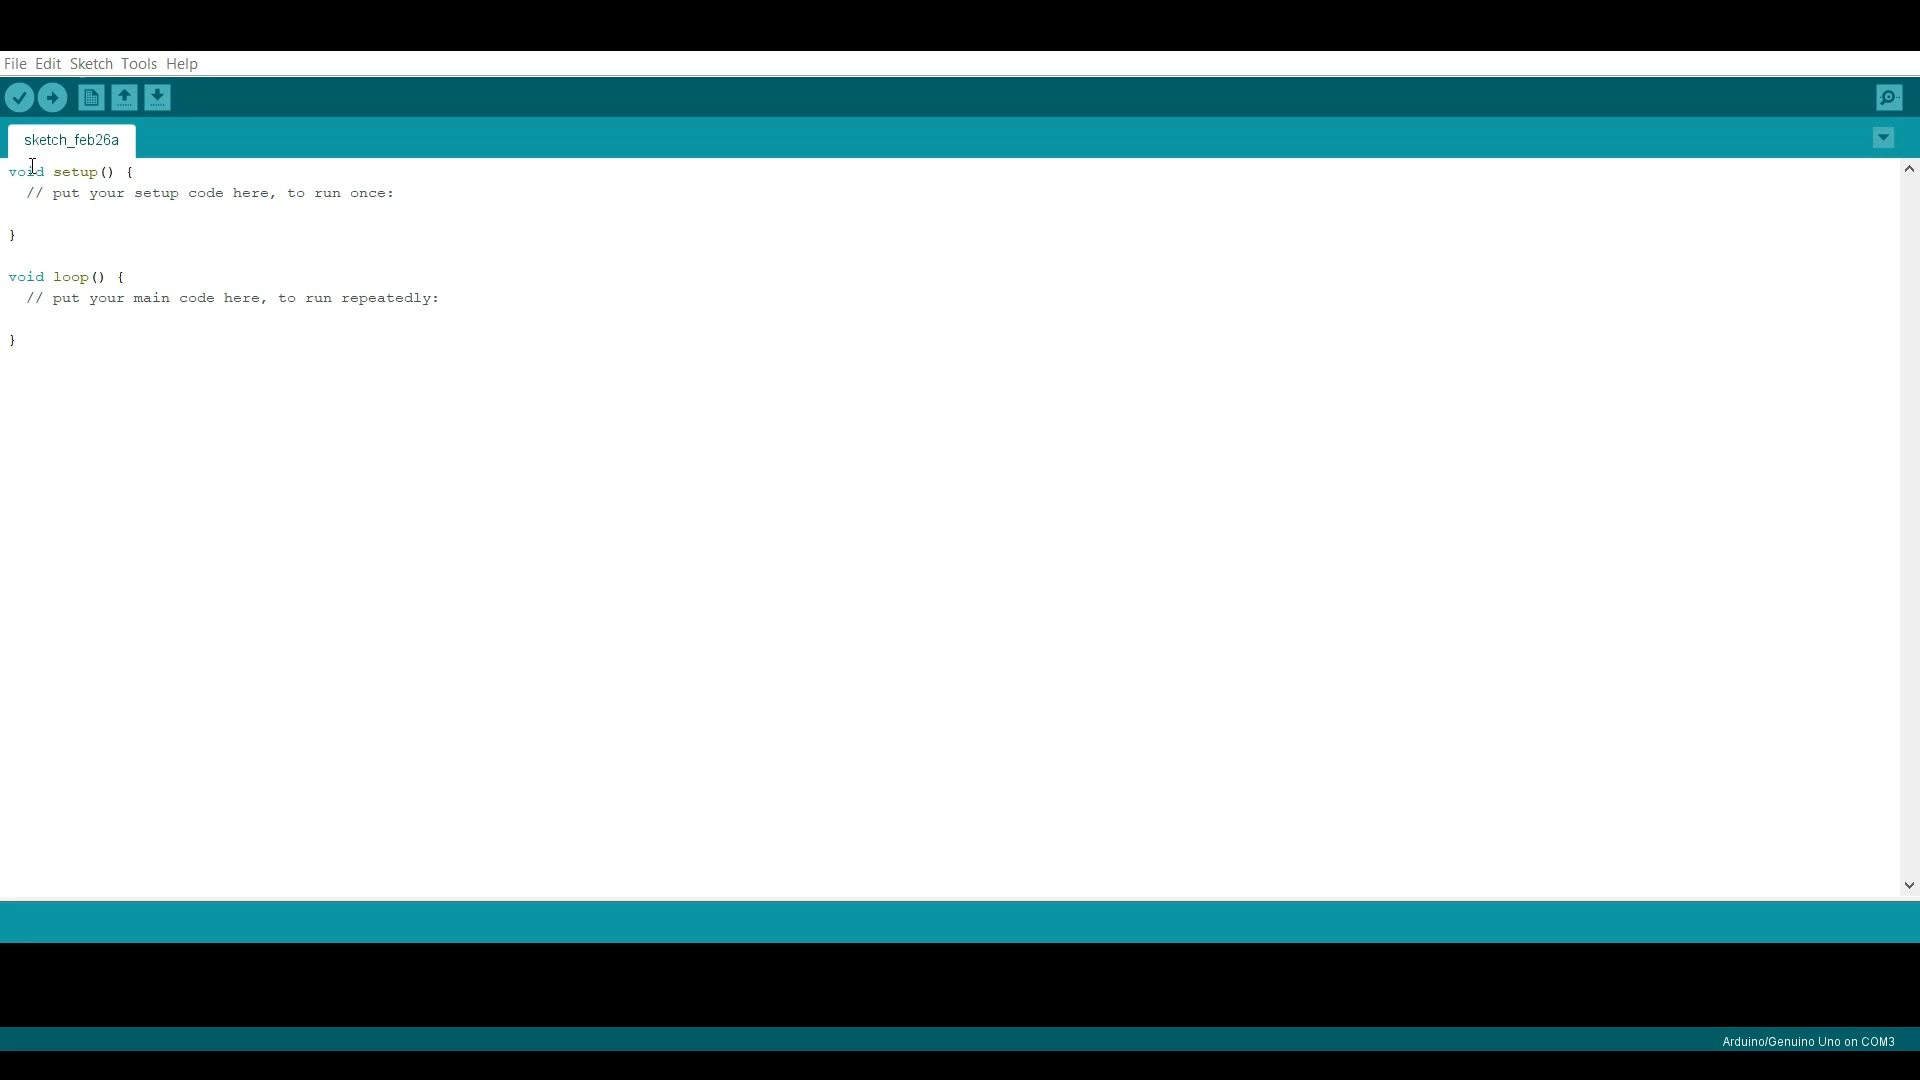 File Edit Sketch Tools Help
sketch_feb26a
void setup() {
  // put your setup code here, to run once:
}
void loop() {
  // put your main code here, to run repeatedly:
}
Arduino/Genuino Uno on COM3